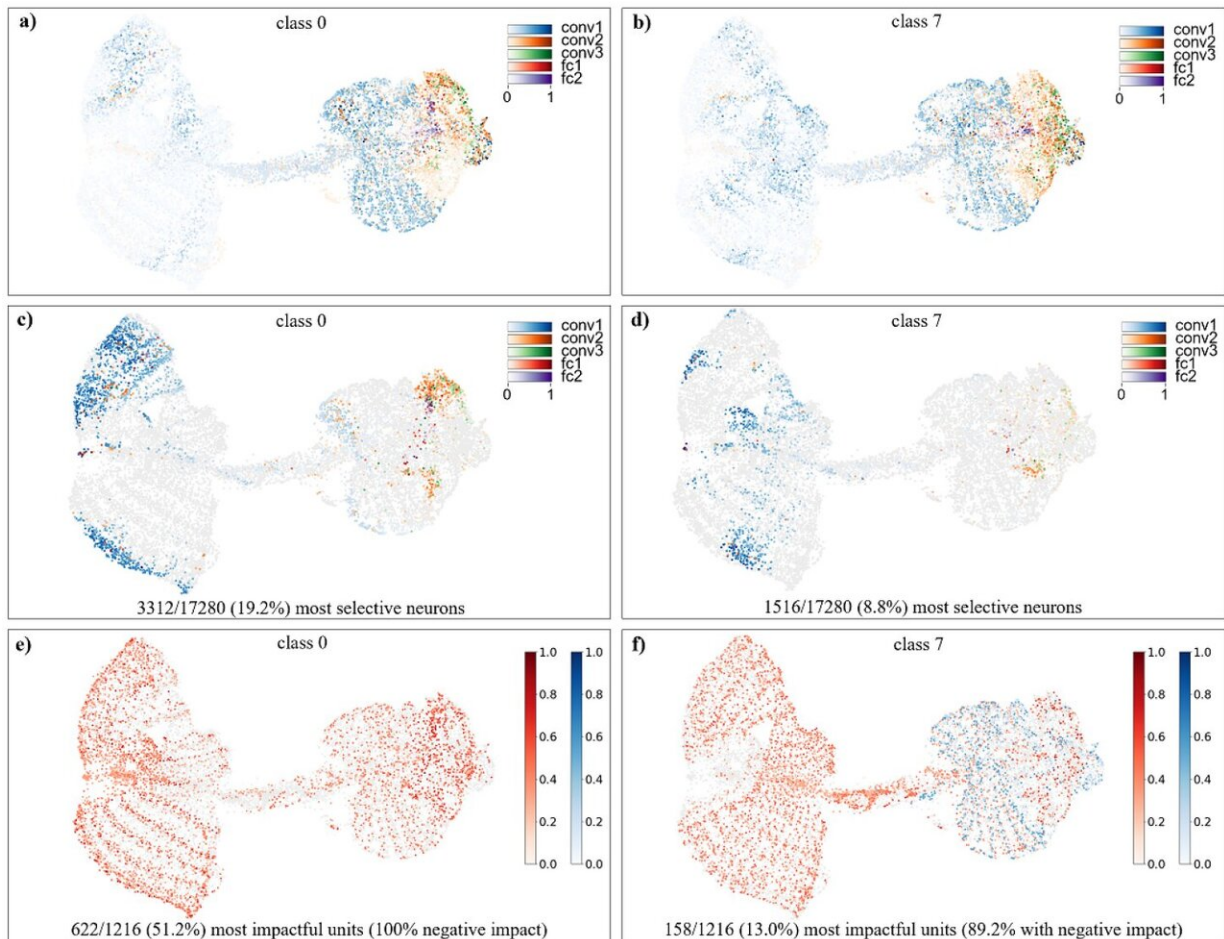 a)
class 0
conv1
conv2
conv3
fc1
fc2
0 1
b)
class 7
conv1
conv2
conv3
fc1
fc2
0 1
c)
class 0
conv1
conv2
conv3
fc1
fc2
0 1
3312/17280 (19.2%) most selective neurons
d)
class 7
conv1
conv2
conv3
fc1
fc2
0 1
1516/17280 (8.8%) most selective neurons
e)
class 0
1.0 1.0
0.8 0.8
0.6 0.6
0.4 0.4
0.2 0.2
0.0 0.0
622/1216 (51.2%) most impactful units (100% negative impact)
f)
class 7
1.0 1.0
0.8 0.8
0.6 0.6
0.4 0.4
0.2 0.2
0.0 0.0
158/1216 (13.0%) most impactful units (89.2% with negative impact)